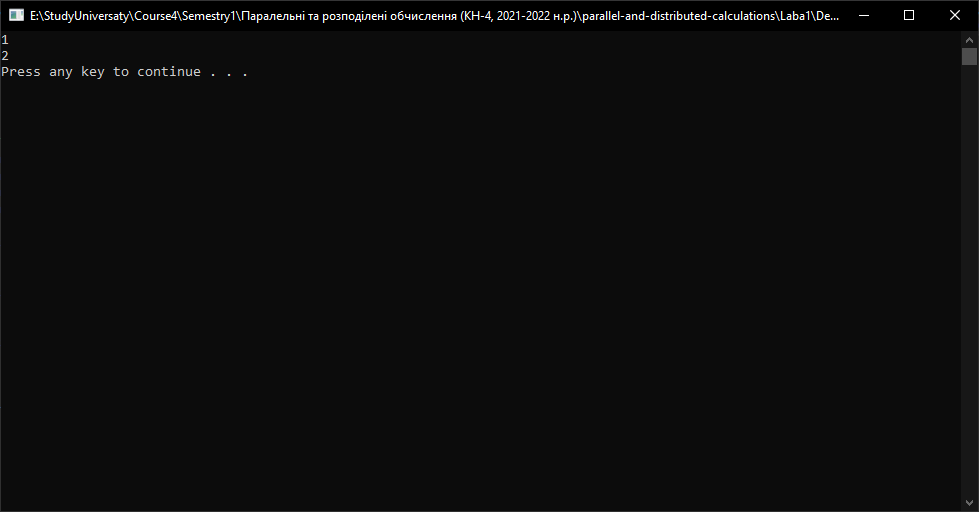 E:\StudyUniversaty\Course4\Semestry1\Паралельні та розподілені обчислення (КН-4, 2021-2022 н.р.)\parallel-and-distributed-calculations\Laba1\De...
1
2
Press any key to continue . . .